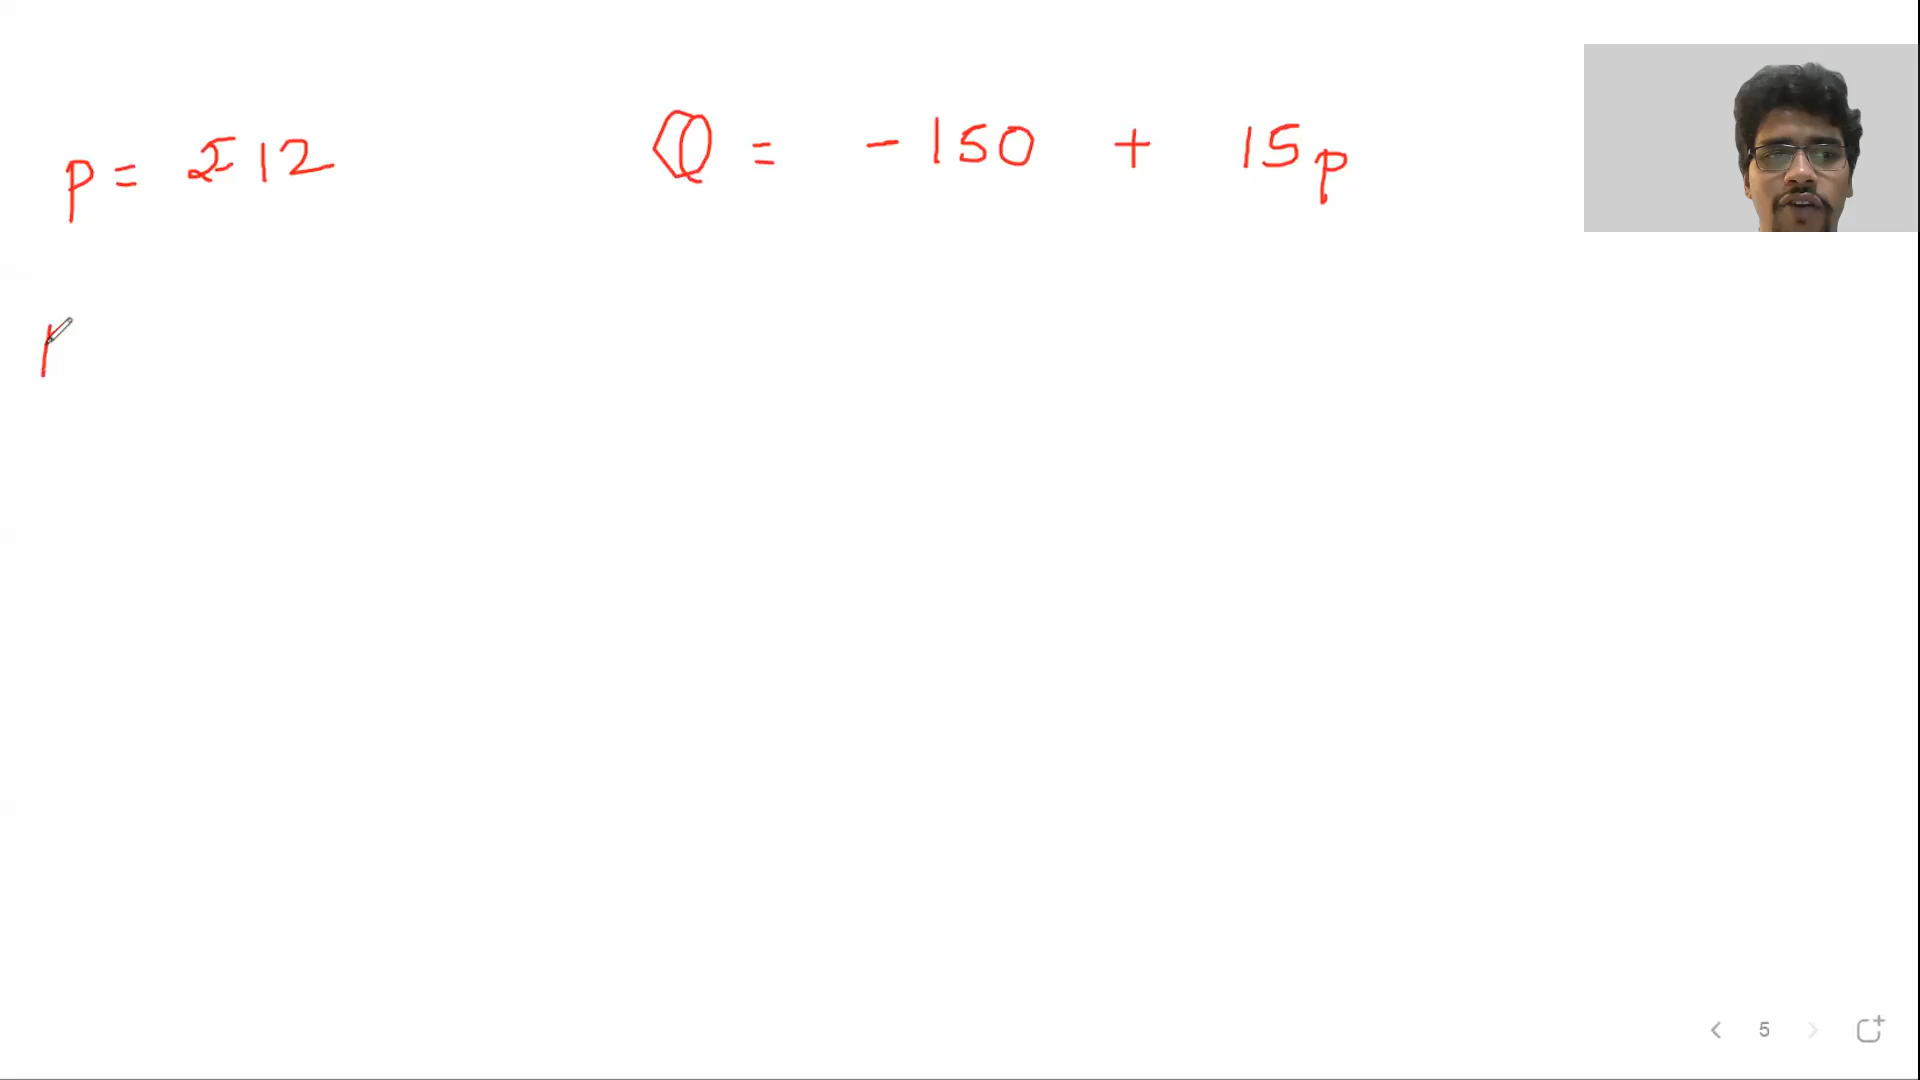 p = ₹12 Q = - 150 + 15p
5